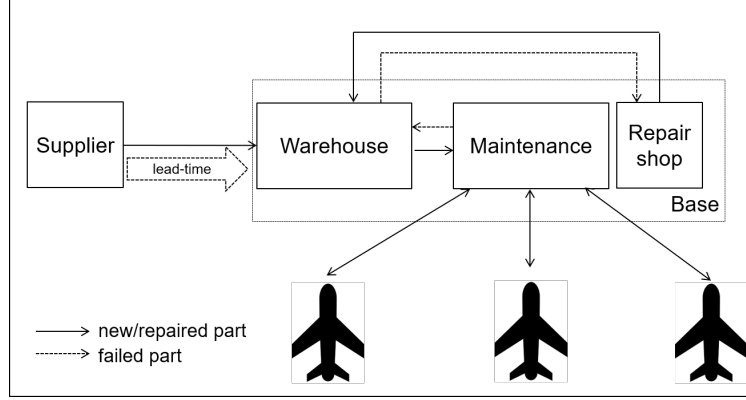 Supplier
lead-time
Warehouse
Maintenance
Repair
shop
Base
new/repaired part
failed part